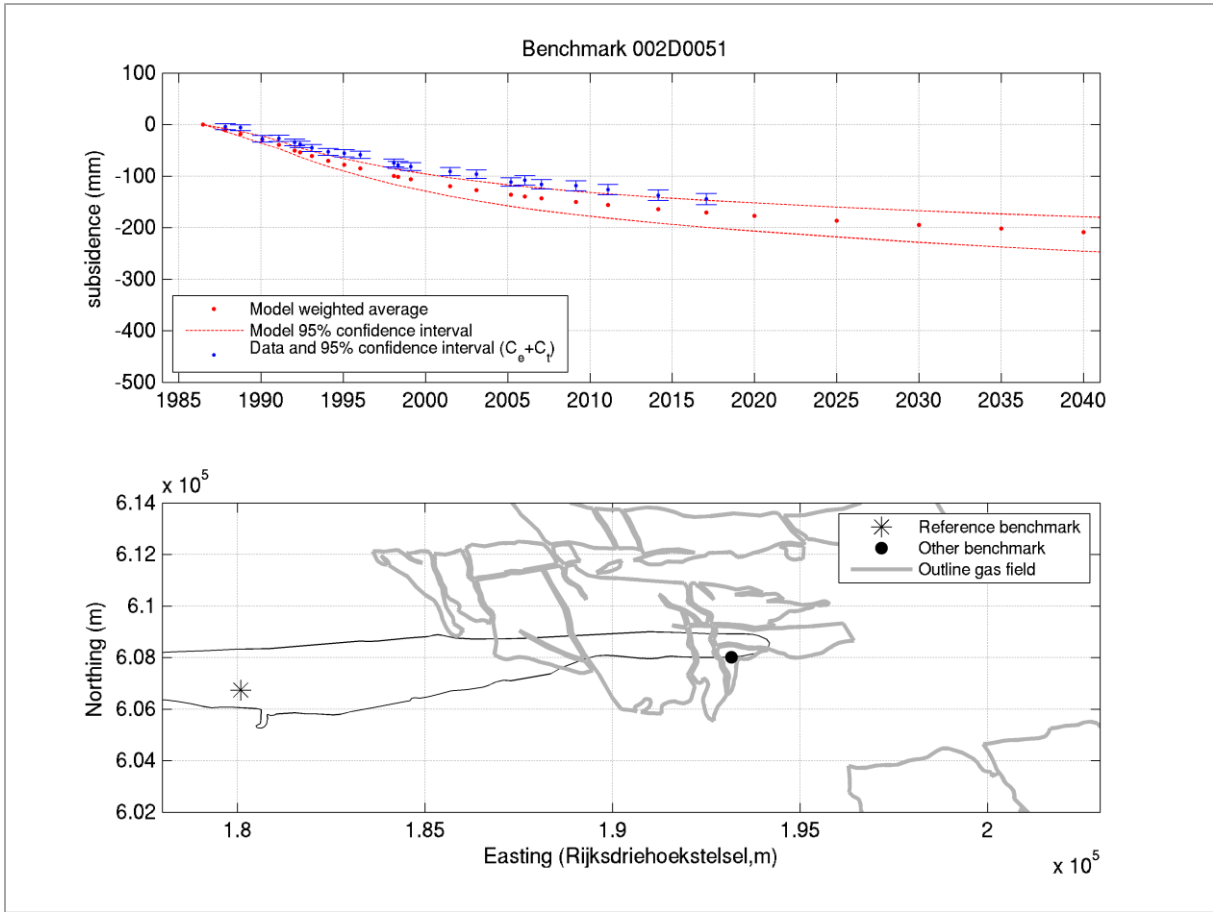 Benchmark 002D0051
100
0
-100
-200
-300
-400
-500
subsidence (mm)
Model weighted average
Model 95% confidence interval
Data and 95% confidence interval (C_e+C_t)
1985 1990 1995 2000 2005 2010 2015 2020 2025 2030 2035 2040
x 10^5
6.14
6.12
6.1
6.08
6.06
6.04
6.02
Northing (m)
Reference benchmark
Other benchmark
Outline gas field
1.8 1.85 1.9 1.95 2
Easting (Rijksdriehoekstelsel,m)
x 10^5